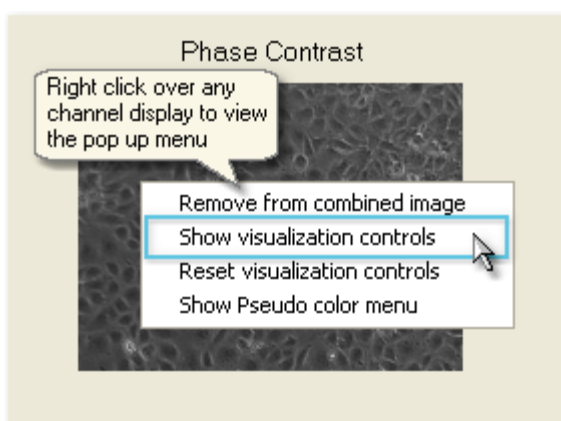 Phase Contrast
Right click over any
channel display to view
the pop up menu
Remove from combined image
Show visualization controls
Reset visualization controls
Show Pseudo color menu